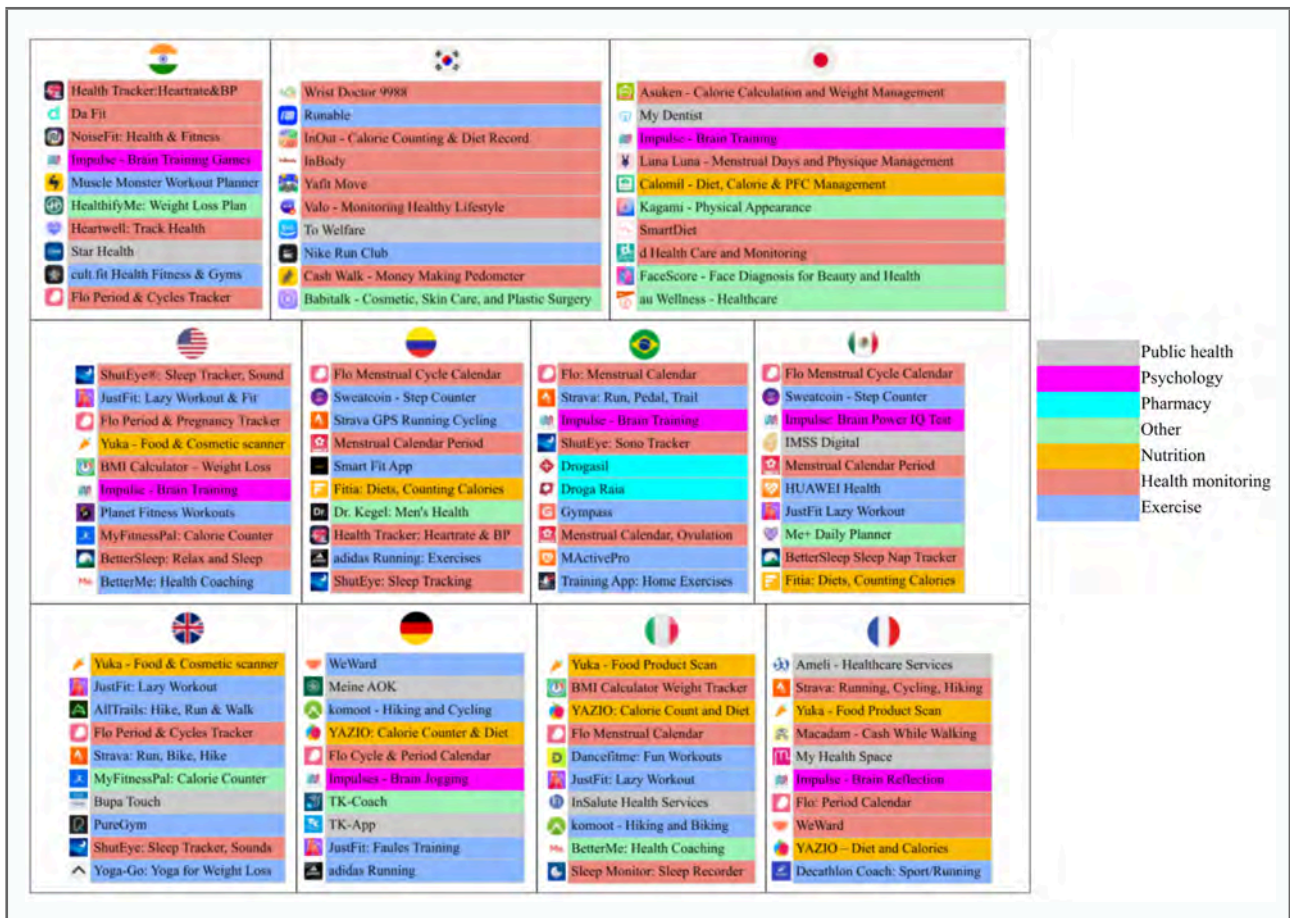 Health Tracker:Heartrate&BP
Da Fit
NoiseFit: Health & Fitness
Impulse - Brain Training Games
Muscle Monster Workout Planner
HealthifyMe: Weight Loss Plan
Heartwell: Track Health
Star Health
cult.fit Health Fitness & Gyms
Flo Period & Cycles Tracker
Wrist Doctor 9988
Runable
InOut - Calorie Counting & Diet Record
InBody
Yafit Move
Valo - Monitoring Healthy Lifestyle
To Welfare
Nike Run Club
Cash Walk - Money Making Pedometer
Babitalk - Cosmetic, Skin Care, and Plastic Surgery
Asuken - Calorie Calculation and Weight Management
My Dentist
Impulse - Brain Training
Luna Luna - Menstrual Days and Physique Management
Calomil - Diet, Calorie & PFC Management
Kagami - Physical Appearance
SmartDiet
d Health Care and Monitoring
FaceScore - Face Diagnosis for Beauty and Health
au Wellness - Healthcare
ShutEye®: Sleep Tracker, Sound
JustFit: Lazy Workout & Fit
Flo Period & Pregnancy Tracker
Yuka - Food & Cosmetic scanner
BMI Calculator – Weight Loss
Impulse - Brain Training
Planet Fitness Workouts
MyFitnessPal: Calorie Counter
BetterSleep: Relax and Sleep
BetterMe: Health Coaching
Flo Menstrual Cycle Calendar
Sweatcoin - Step Counter
Strava GPS Running Cycling
Menstrual Calendar Period
Smart Fit App
Fitia: Diets, Counting Calories
Dr. Kegel: Men's Health
Health Tracker: Heartrate & BP
adidas Running: Exercises
ShutEye: Sleep Tracking
Flo: Menstrual Calendar
Strava: Run, Pedal, Trail
Impulse - Brain Training
ShutEye: Sono Tracker
Drogasil
Droga Raia
Gympass
Menstrual Calendar, Ovulation
MActivePro
Training App: Home Exercises
Flo Menstrual Cycle Calendar
Sweatcoin - Step Counter
Impulse: Brain Power IQ Test
IMSS Digital
Menstrual Calendar Period
HUAWEI Health
JustFit Lazy Workout
Me+ Daily Planner
BetterSleep Sleep Nap Tracker
Fitia: Diets, Counting Calories
Public health
Psychology
Pharmacy
Other
Nutrition
Health monitoring
Exercise
Yuka - Food & Cosmetic scanner
JustFit: Lazy Workout
AllTrails: Hike, Run & Walk
Flo Period & Cycles Tracker
Strava: Run, Bike, Hike
MyFitnessPal: Calorie Counter
Bupa Touch
PureGym
ShutEye: Sleep Tracker, Sounds
Yoga-Go: Yoga for Weight Loss
WeWard
Meine AOK
komoot - Hiking and Cycling
YAZIO: Calorie Counter & Diet
Flo Cycle & Period Calendar
Impulses - Brain Jogging
TK-Coach
TK-App
JustFit: Faules Training
adidas Running
Yuka - Food Product Scan
BMI Calculator Weight Tracker
YAZIO: Calorie Count and Diet
Flo Menstrual Calendar
Dancefitme: Fun Workouts
JustFit: Lazy Workout
InSalute Health Services
komoot - Hiking and Biking
BetterMe: Health Coaching
Sleep Monitor: Sleep Recorder
Ameli - Healthcare Services
Strava: Running, Cycling, Hiking
Yuka - Food Product Scan
Macadam - Cash While Walking
My Health Space
Impulse - Brain Reflection
Flo: Period Calendar
WeWard
YAZIO – Diet and Calories
Decathlon Coach: Sport/Running